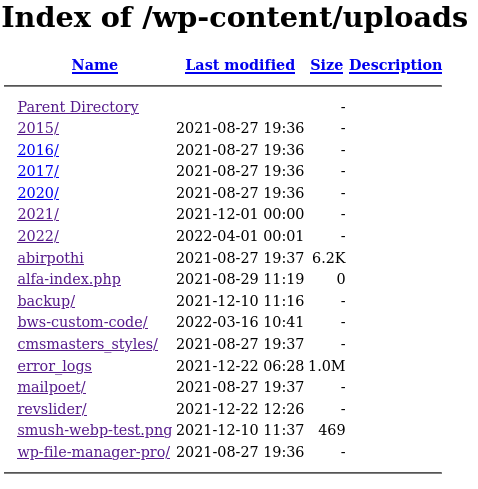 Index of /wp-content/uploads
Name Last modified Size Description
Parent Directory -
2015/ 2021-08-27 19:36 -
2016/ 2021-08-27 19:36 -
2017/ 2021-08-27 19:36 -
2020/ 2021-08-27 19:36 -
2021/ 2021-12-01 00:00 -
2022/ 2022-04-01 00:01 -
abirpothi 2021-08-27 19:37 6.2K
alfa-index.php 2021-08-29 11:19 0
backup/ 2021-12-10 11:16 -
bws-custom-code/ 2022-03-16 10:41 -
cmsmasters_styles/ 2021-08-27 19:37 -
error_logs 2021-12-22 06:28 1.0M
mailpoet/ 2021-08-27 19:37 -
revslider/ 2021-12-22 12:26 -
smush-webp-test.png 2021-12-10 11:37 469
wp-file-manager-pro/ 2021-08-27 19:36 -